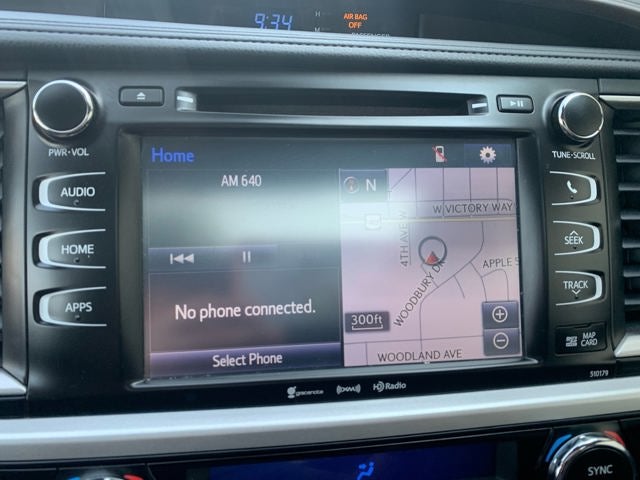 9:34
H
M
AIR BAG
OFF
PASSENGER
PWR•VOL
TUNE•SCROLL
AUDIO
HOME
APPS
Home
AM 640
No phone connected.
Select Phone
N
W VICTORY WAY
4TH AVE W
WOODBURY DR
APPLE S
300ft
WOODLAND AVE
SEEK
TRACK
MAP
CARD
510179
gracenote
XM
HD Radio
SYNC